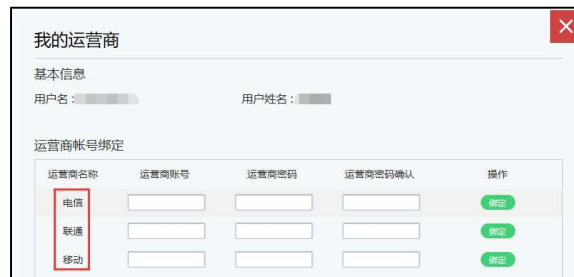 我的运营商
基本信息
用户名： 用户姓名：
运营商帐号绑定
运营商名称 运营商账号 运营商密码 运营商密码确认 操作
电信 绑定
联通 绑定
移动 绑定